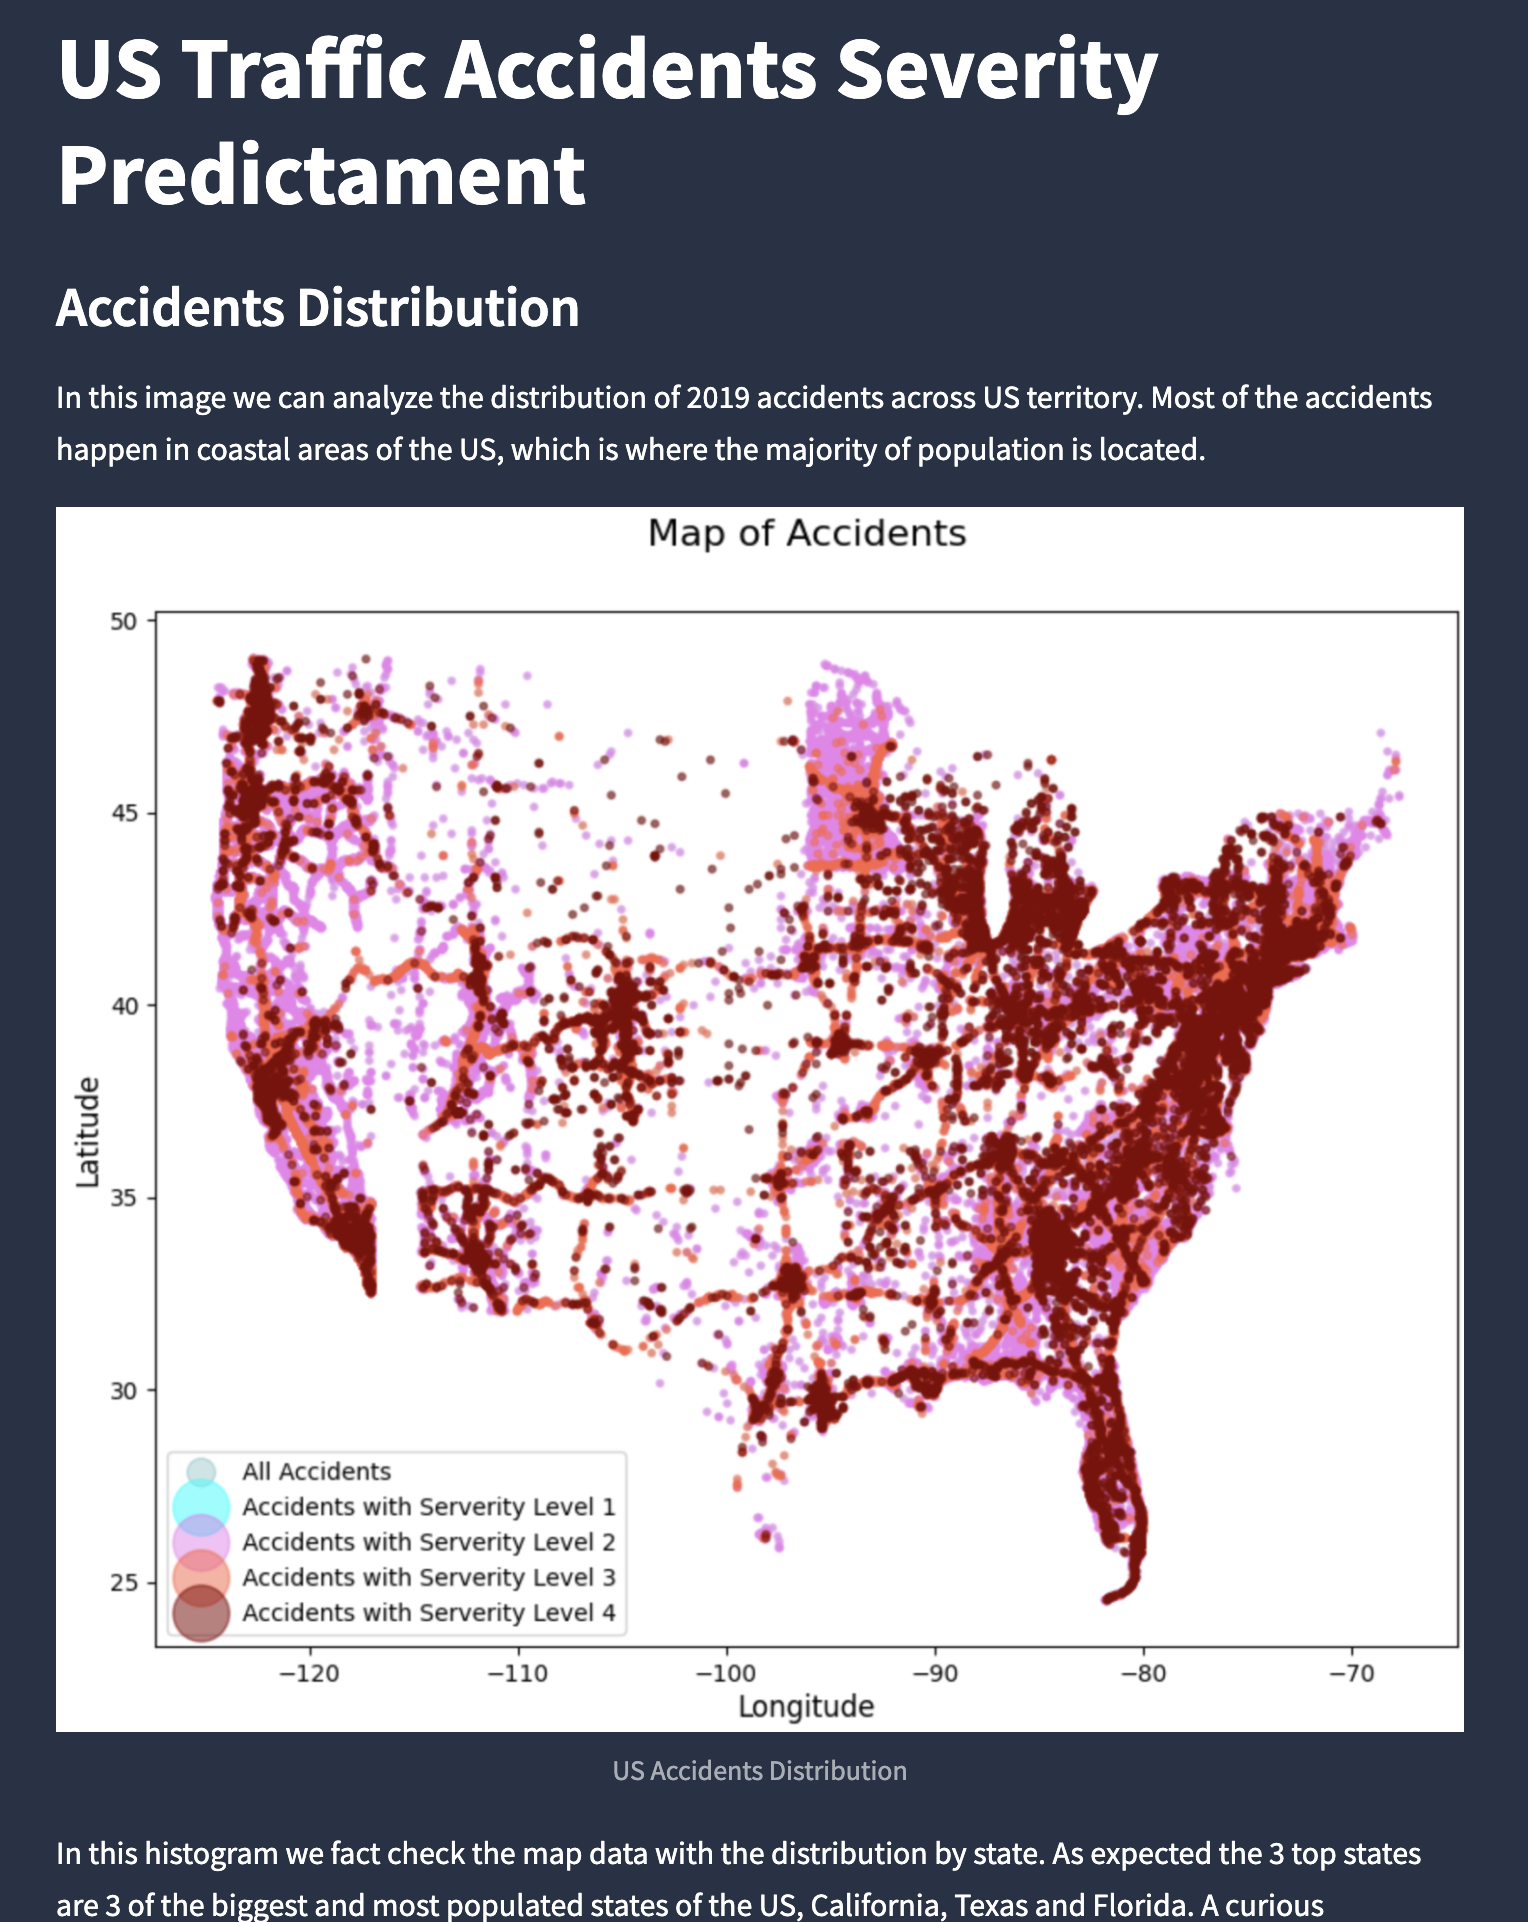 US Traffic Accidents Severity
Predictament
Accidents Distribution
In this image we can analyze the distribution of 2019 accidents across US territory. Most of the accidents
happen in coastal areas of the US, which is where the majority of population is located.
Map of Accidents
50
45
40
35
30
25
Latitude
All Accidents
Accidents with Serverity Level 1
Accidents with Serverity Level 2
Accidents with Serverity Level 3
Accidents with Serverity Level 4
−120 −110 −100 −90 −80 −70
Longitude
US Accidents Distribution
In this histogram we fact check the map data with the distribution by state. As expected the 3 top states
are 3 of the biggest and most populated states of the US, California, Texas and Florida. A curious